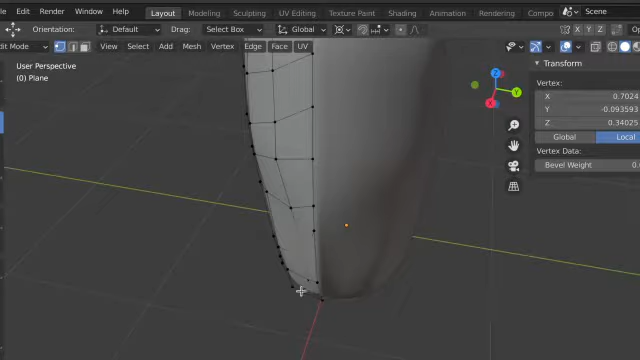 Edit Render Window Help Layout Modeling Sculpting UV Editing Texture Paint Shading Animation Rendering Compo Scene
Orientation: Default Drag: Select Box Global X Y Z
dit Mode View Select Add Mesh Vertex Edge Face UV
User Perspective
(0) Plane
Z
Y
X
Transform
Vertex:
X 0.7024
Y -0.093593
Z 0.34025
Global Local
Vertex Data:
Bevel Weight